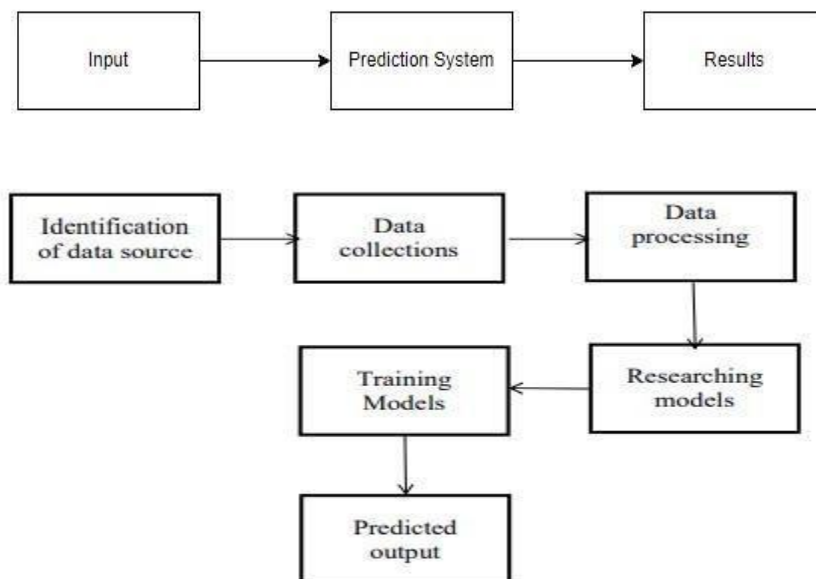 Input
Prediction System
Results
Identification
of data source
Data
collections
Data
processing
Researching
models
Training
Models
Predicted
output